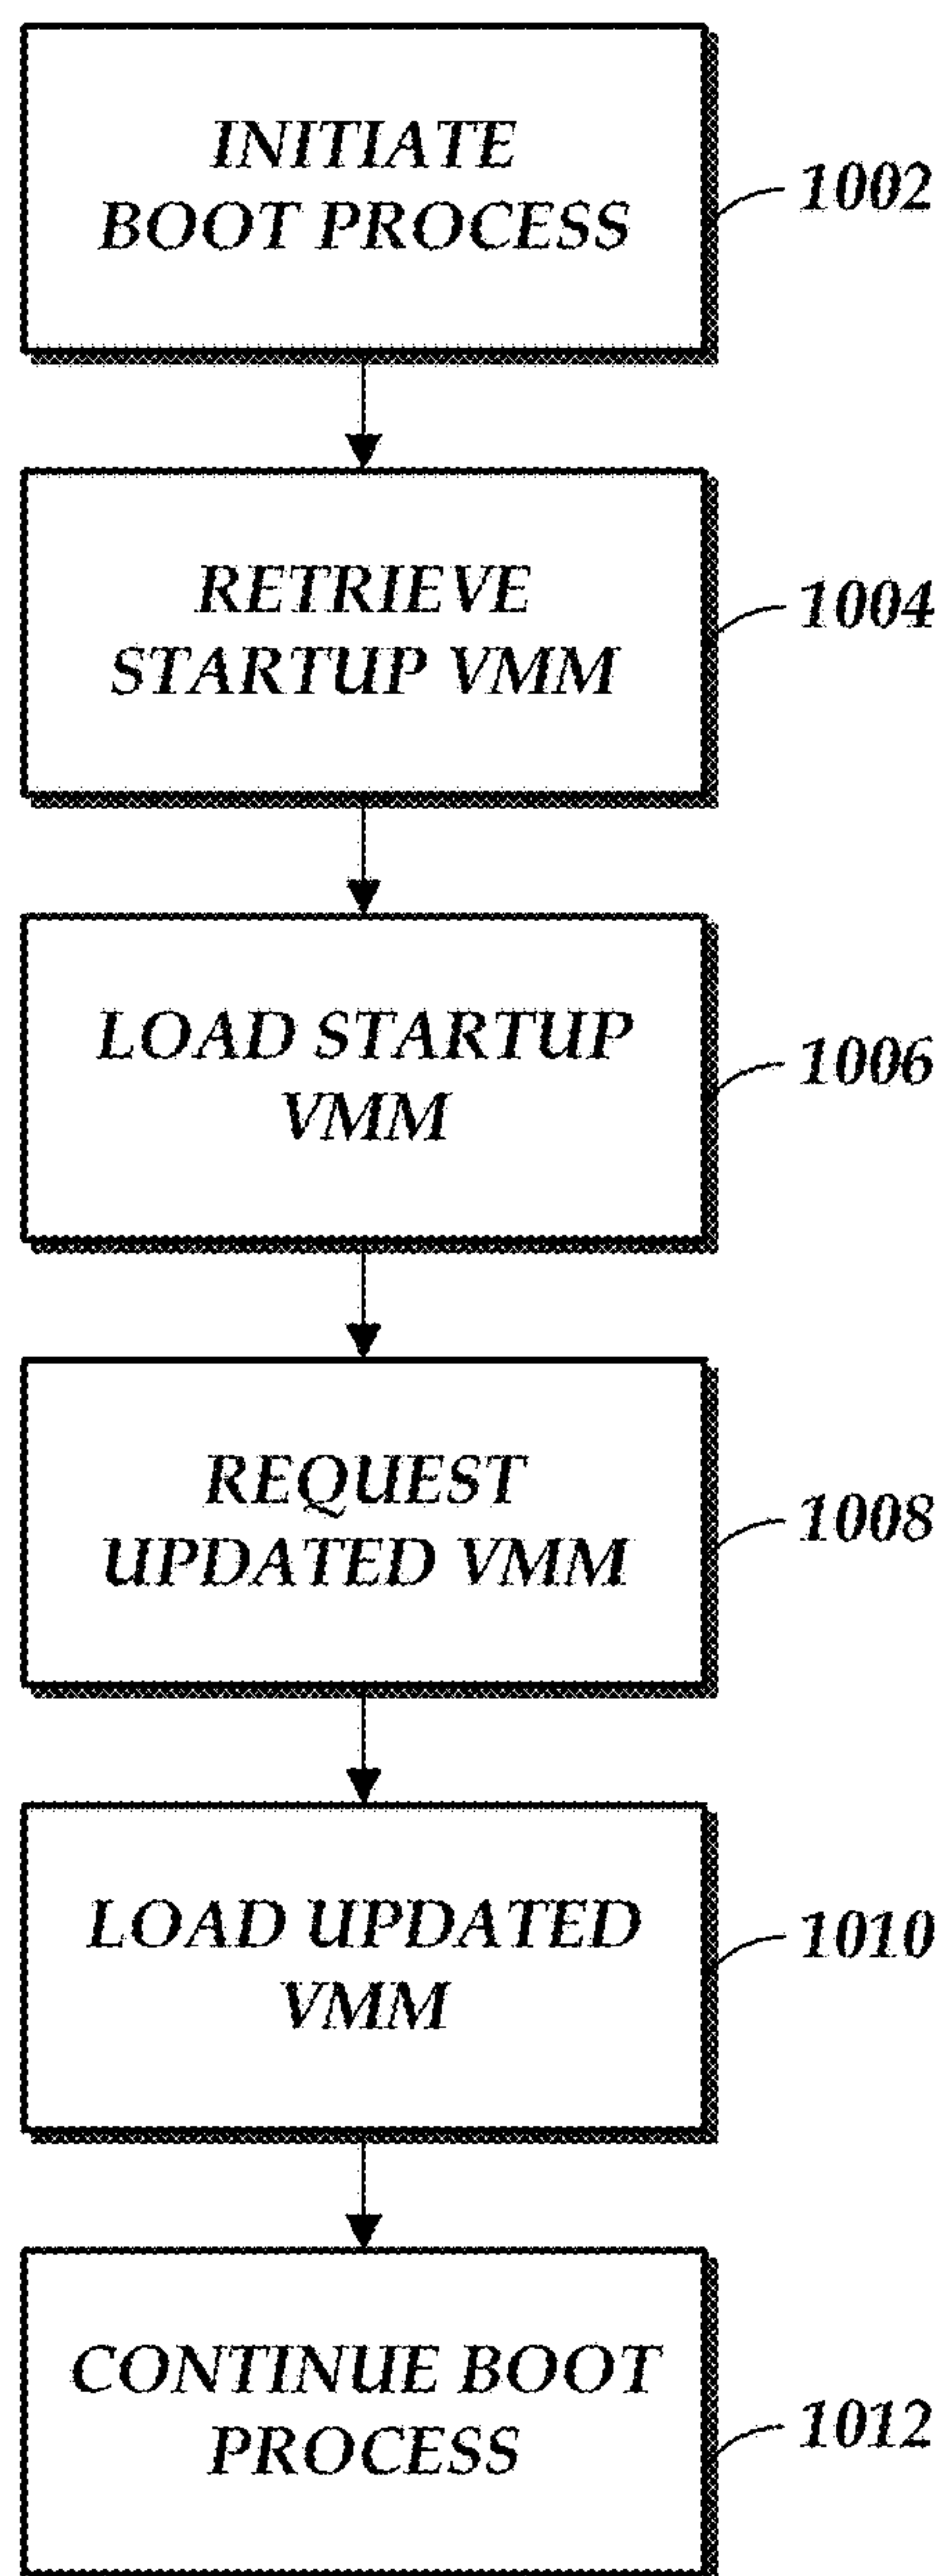 INITIATE
BOOT PROCESS
1002
RETRIEVE
STARTUP VMM
1004
LOAD STARTUP
VMM
1006
REQUEST
UPDATED VMM
1008
LOAD UPDATED
VMM
1010
CONTINUE BOOT
PROCESS
1012